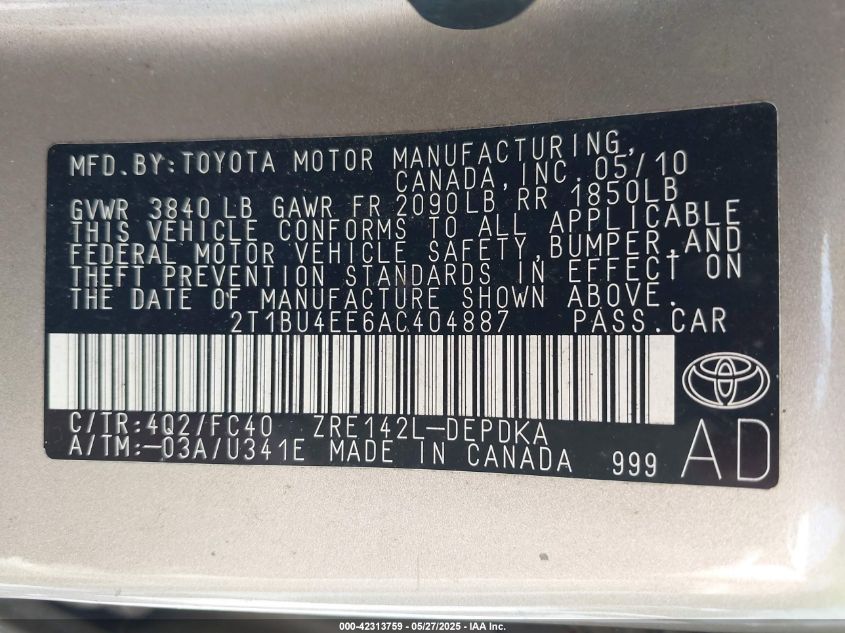 MFD.BY:TOYOTA MOTOR MANUFACTURING,
CANADA, INC. 05/10
GVWR 3840 LB GAWR FR 2090LB RR 1850LB
THIS VEHICLE CONFORMS TO ALL APPLICABLE
FEDERAL MOTOR VEHICLE SAFETY,BUMPER,AND
THEFT PREVENTION STANDARDS IN EFFECT ON
THE DATE OF MANUFACTURE SHOWN ABOVE.
2T1BU4EE6AC404887 PASS.CAR
C/TR:4Q2/FC40 ZRE142L-DEPDKA
A/TM:-03A/U341E MADE IN CANADA 999 AD
000-42313759 - 05/27/2025 - IAA Inc.